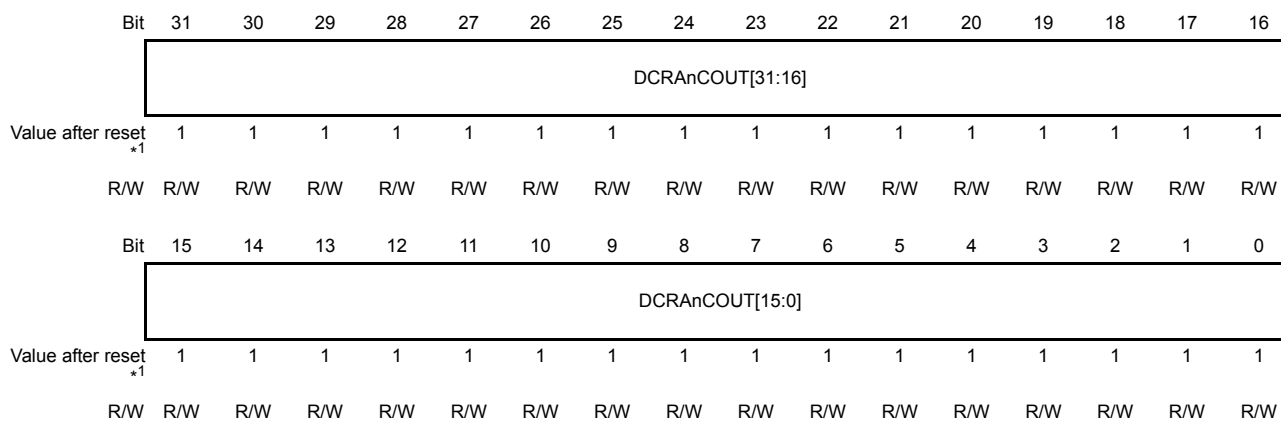 Bit 31 30 29 28 27 26 25 24 23 22 21 20 19 18 17 16
DCRAnCOUT[31:16]
Value after reset 1 1 1 1 1 1 1 1 1 1 1 1 1 1 1 1
*1
R/W R/W R/W R/W R/W R/W R/W R/W R/W R/W R/W R/W R/W R/W R/W R/W R/W
Bit 15 14 13 12 11 10 9 8 7 6 5 4 3 2 1 0
DCRAnCOUT[15:0]
Value after reset 1 1 1 1 1 1 1 1 1 1 1 1 1 1 1 1
*1
R/W R/W R/W R/W R/W R/W R/W R/W R/W R/W R/W R/W R/W R/W R/W R/W R/W